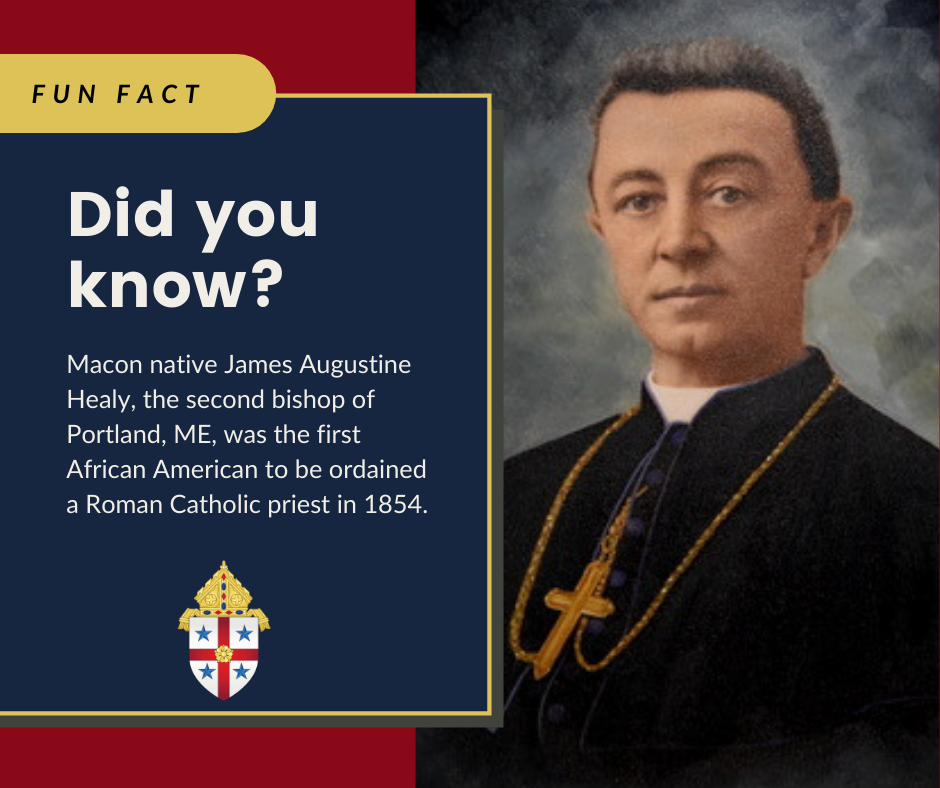 FUN FACT
Did you
know?
Macon native James Augustine
Healy, the second bishop of
Portland, ME, was the first
African American to be ordained
a Roman Catholic priest in 1854.